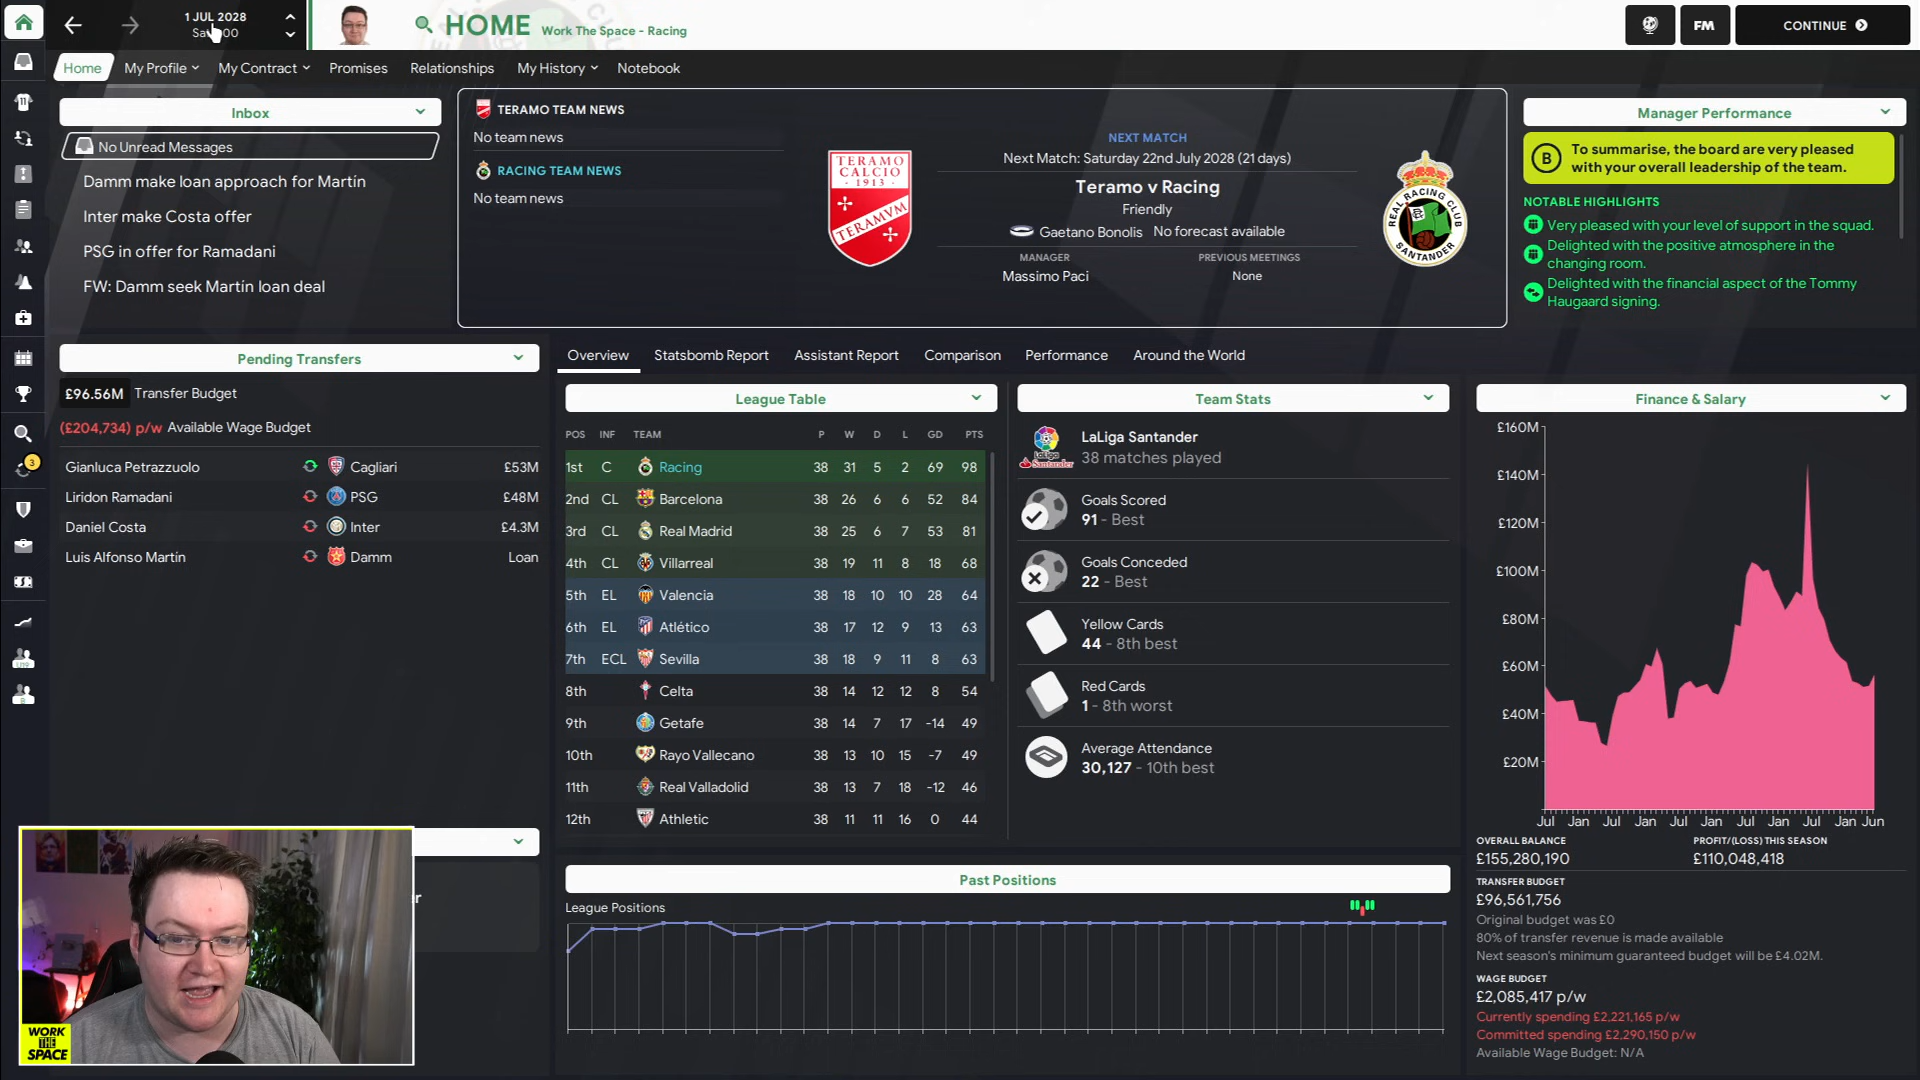 1 JUL 2028
HOME Work The Space - Racing
FM
CONTINUE
Home My Profile My Contract Promises Relationships My History Notebook
Inbox
No Unread Messages
Damm make loan approach for Martín
Inter make Costa offer
PSG in offer for Ramadani
FW: Damm seek Martín loan deal
TERAMO TEAM NEWS
No team news
RACING TEAM NEWS
No team news
TERAMO
CALCIO
1913
TERAMVM
NEXT MATCH
Next Match: Saturday 22nd July 2028 (21 days)
Teramo v Racing
Friendly
Gaetano Bonolis No forecast available
MANAGER PREVIOUS MEETINGS
Massimo Paci None
REAL RACING CLUB
SANTANDER
Manager Performance
B To summarise, the board are very pleased
with your overall leadership of the team.
NOTABLE HIGHLIGHTS
Very pleased with your level of support in the squad.
Delighted with the positive atmosphere in the
changing room.
Delighted with the financial aspect of the Tommy
Haugaard signing.
Pending Transfers
£96.56M Transfer Budget
(£204,734) p/w Available Wage Budget
Gianluca Petrazzuolo Cagliari £53M
Liridon Ramadani PSG £48M
Daniel Costa Inter £4.3M
Luis Alfonso Martín Damm Loan
3
Overview Statsbomb Report Assistant Report Comparison Performance Around the World
League Table
POS INF TEAM P W D L GD PTS
1st C Racing 38 31 5 2 69 98
2nd CL Barcelona 38 26 6 6 52 84
3rd CL Real Madrid 38 25 6 7 53 81
4th CL Villarreal 38 19 11 8 18 68
5th EL Valencia 38 18 10 10 28 64
6th EL Atlético 38 17 12 9 13 63
7th ECL Sevilla 38 18 9 11 8 63
8th Celta 38 14 12 12 8 54
9th Getafe 38 14 7 17 -14 49
10th Rayo Vallecano 38 13 10 15 -7 49
11th Real Valladolid 38 13 7 18 -12 46
12th Athletic 38 11 11 16 0 44
Team Stats
LaLiga Santander
38 matches played
Goals Scored
91 - Best
Goals Conceded
22 - Best
Yellow Cards
44 - 8th best
Red Cards
1 - 8th worst
Average Attendance
30,127 - 10th best
Past Positions
League Positions
Finance & Salary
£160M
£140M
£120M
£100M
£80M
£60M
£40M
£20M
Jul Jan Jul Jan Jul Jan Jul Jan Jul Jan Jun
OVERALL BALANCE PROFIT/(LOSS) THIS SEASON
£155,280,190 £110,048,418
TRANSFER BUDGET
£96,561,756
Original budget was £0
80% of transfer revenue is made available
Next season's minimum guaranteed budget will be £4.02M.
WAGE BUDGET
£2,085,417 p/w
Currently spending £2,221,165 p/w
Committed spending £2,290,150 p/w
Available Wage Budget: N/A
WORK
THE
SPACE